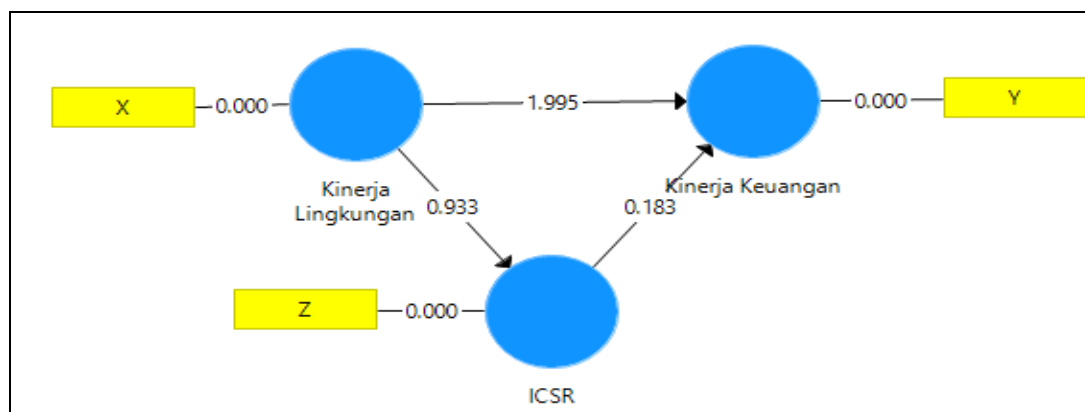 X
0.000
1.995
0.000
Y
Kinerja
Lingkungan
Kinerja Keuangan
0.933
0.183
Z
0.000
ICSR